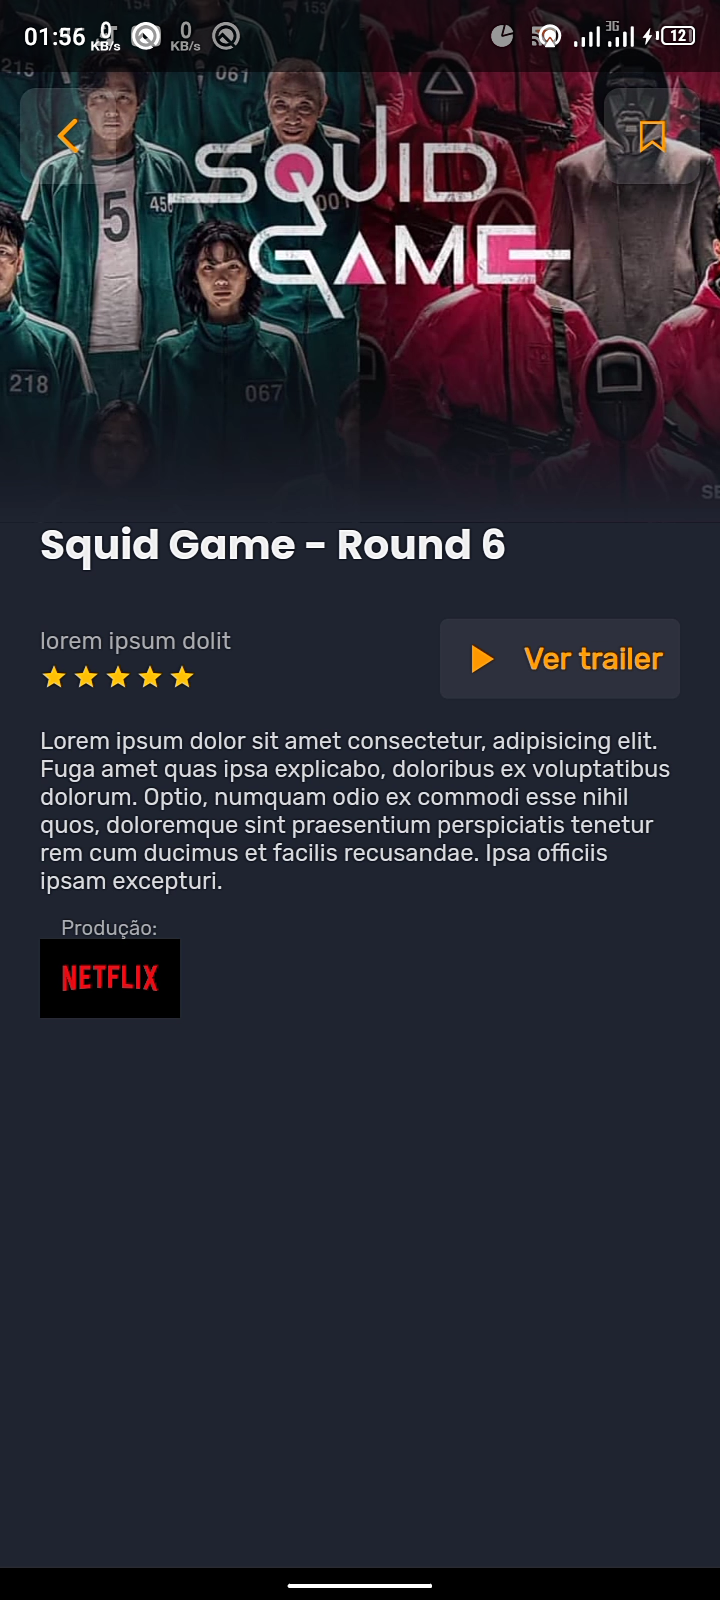 01:56 0 KB/s 0 KB/s 3G 12
154 153
215 061
SQUID
5 456 001
GAME
218 067
Squid Game - Round 6
lorem ipsum dolit
Ver trailer
Lorem ipsum dolor sit amet consectetur, adipisicing elit.
Fuga amet quas ipsa explicabo, doloribus ex voluptatibus
dolorum. Optio, numquam odio ex commodi esse nihil
quos, doloremque sint praesentium perspiciatis tenetur
rem cum ducimus et facilis recusandae. Ipsa officiis
ipsam excepturi.
Produção:
NETFLIX